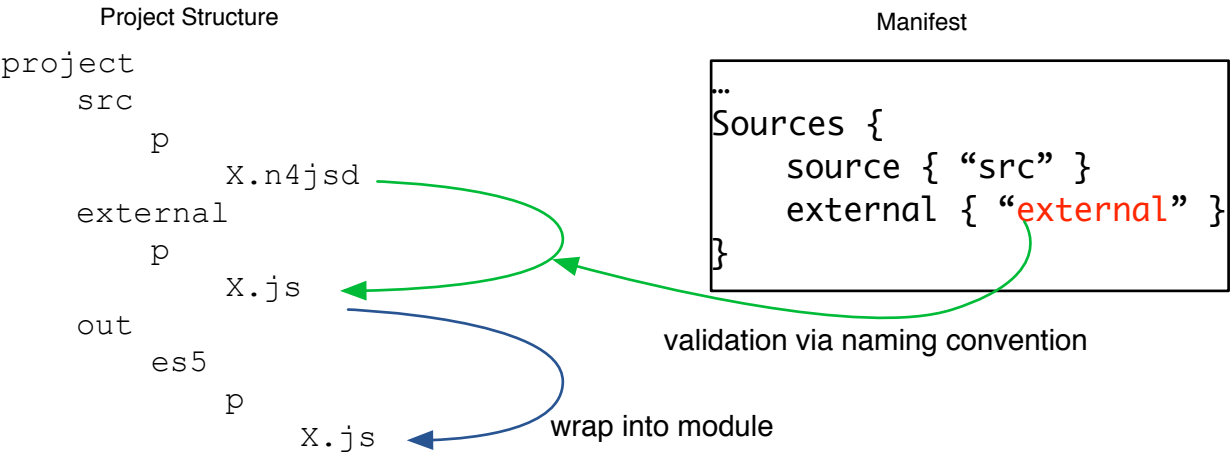 Project Structure
project
src
p
X.n4jsd
external
p
X.js
out
es5
p
X.js
Manifest
…
Sources {
source { “src” }
external { “external” }
}
validation via naming convention
wrap into module